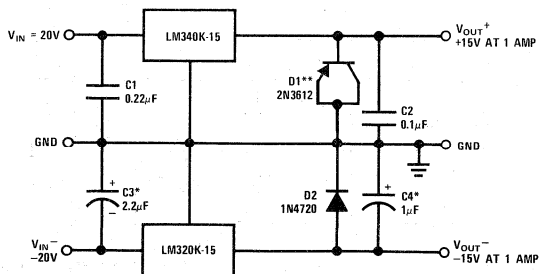 V_IN = 20V
LM340K-15
V_OUT+
+15V AT 1 AMP
D1**
2N3612
C1
0.22μF
C2
0.1μF
GND
GND
+
C3*
2.2μF
−
D2
1N4720
+
C4*
1μF
V_IN−
−20V
LM320K-15
V_OUT−
−15V AT 1 AMP